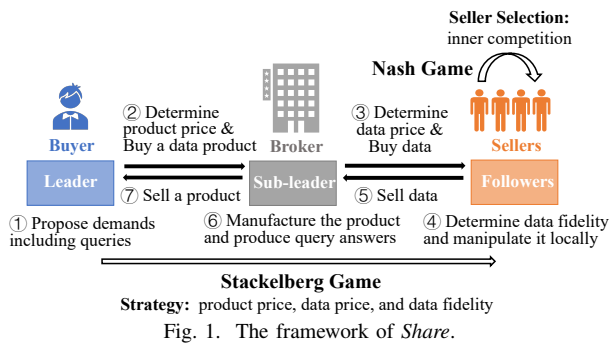 Seller Selection:
inner competition
Nash Game
② Determine
product price &
Buy a data product
③ Determine
data price &
Buy data
Buyer
Broker
Sellers
Leader
Sub-leader
Followers
⑦ Sell a product
⑤ Sell data
① Propose demands
including queries
⑥ Manufacture the product
and produce query answers
④ Determine data fidelity
and manipulate it locally
Stackelberg Game
Strategy: product price, data price, and data fidelity
Fig. 1. The framework of Share.